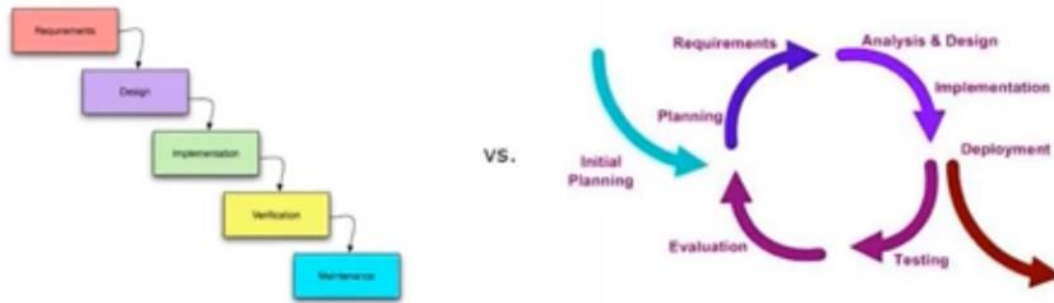 Requirements
Design
Implementation
Verification
Maintenance
vs.
Requirements
Analysis & Design
Implementation
Planning
Deployment
Initial
Planning
Evaluation
Testing